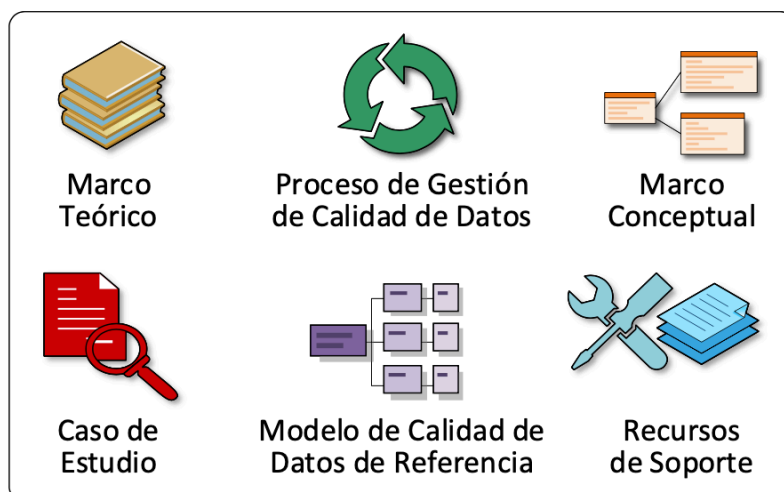 Marco
Teórico
Proceso de Gestión
de Calidad de Datos
Marco
Conceptual
Caso de
Estudio
Modelo de Calidad de
Datos de Referencia
Recursos
de Soporte